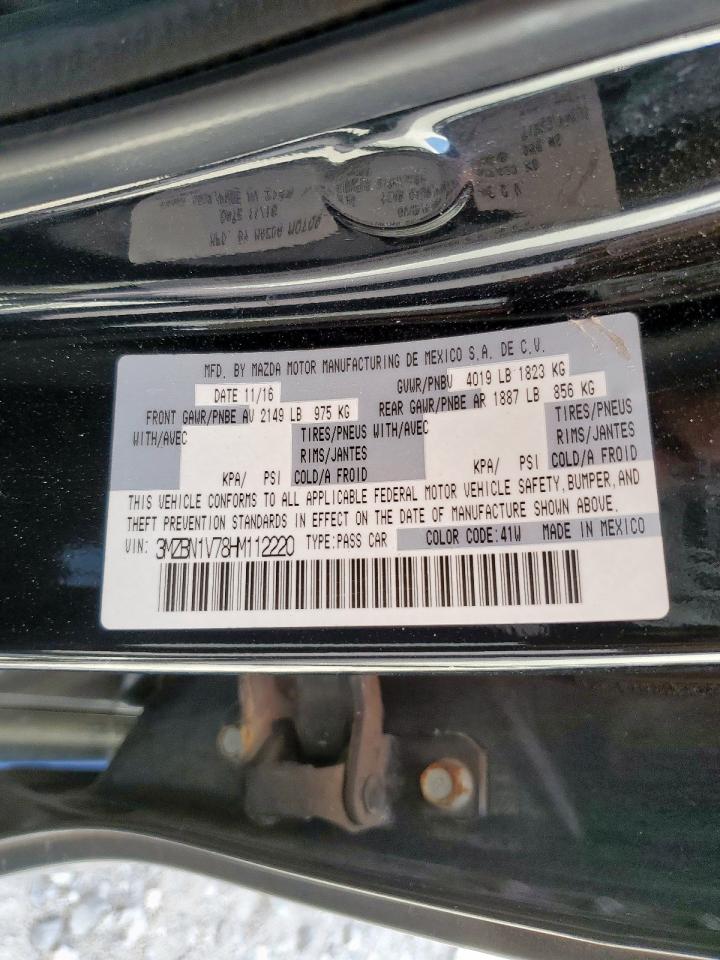 MFD. BY MAZDA MOTOR MANUFACTURING DE MEXICO S.A. DE C.V.
DATE 11/16 GVWR/PNBV 4019 LB 1823 KG
FRONT GAWR/PNBE AV 2149 LB 975 KG REAR GAWR/PNBE AR 1887 LB 856 KG
WITH/AVEC TIRES/PNEUS WITH/AVEC TIRES/PNEUS
RIMS/JANTES RIMS/JANTES
KPA/ PSI COLD/A FROID KPA/ PSI COLD/A FROID
THIS VEHICLE CONFORMS TO ALL APPLICABLE FEDERAL MOTOR VEHICLE SAFETY, BUMPER, AND
THEFT PREVENTION STANDARDS IN EFFECT ON THE DATE OF MANUFACTURE SHOWN ABOVE.
VIN: 3MZBN1V78HM112220 TYPE:PASS CAR COLOR CODE:41W MADE IN MEXICO